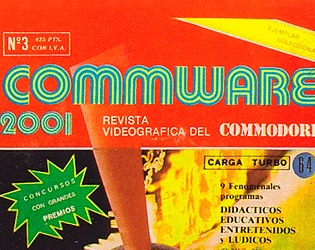 Nº3
425 PTS.
CON I.V.A.
EJEMPLAR
COLECCIONA
COMMWARE
2001
REVISTA
VIDEOGRAFICA DEL COMMODORE
CARGA TURBO 64
CONCURSOS
CON GRANDES
PREMIOS
9 Fenomenales
programas
DIDACTICOS
EDUCATIVOS
ENTRETENIDOS
y LUDICOS